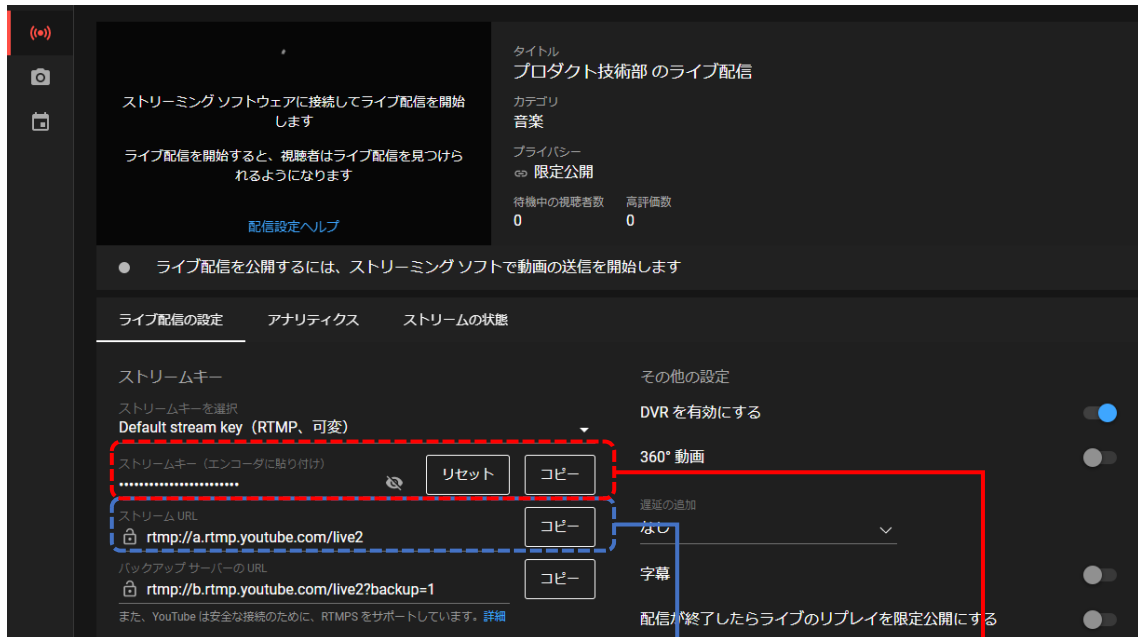 ストリーミング ソフトウェアに接続してライブ配信を開始
します
ライブ配信を開始すると、視聴者はライブ配信を見つけら
れるようになります
配信設定ヘルプ
タイトル
プロダクト技術部 のライブ配信
カテゴリ
音楽
プライバシー
限定公開
待機中の視聴者数 高評価数
0 0
ライブ配信を公開するには、ストリーミング ソフトで動画の送信を開始します
ライブ配信の設定 アナリティクス ストリームの状態
ストリームキー
ストリームキーを選択
Default stream key（RTMP、可変）
ストリームキー（エンコーダに貼り付け）
••••••••••••••••••••••••
リセット コピー
ストリーム URL
rtmp://a.rtmp.youtube.com/live2
コピー
バックアップ サーバーの URL
rtmp://b.rtmp.youtube.com/live2?backup=1
コピー
また、YouTube は安全な接続のために、RTMPS をサポートしています。詳細
その他の設定
DVR を有効にする
360° 動画
遅延の追加
なし
字幕
配信が終了したらライブのリプレイを限定公開にする